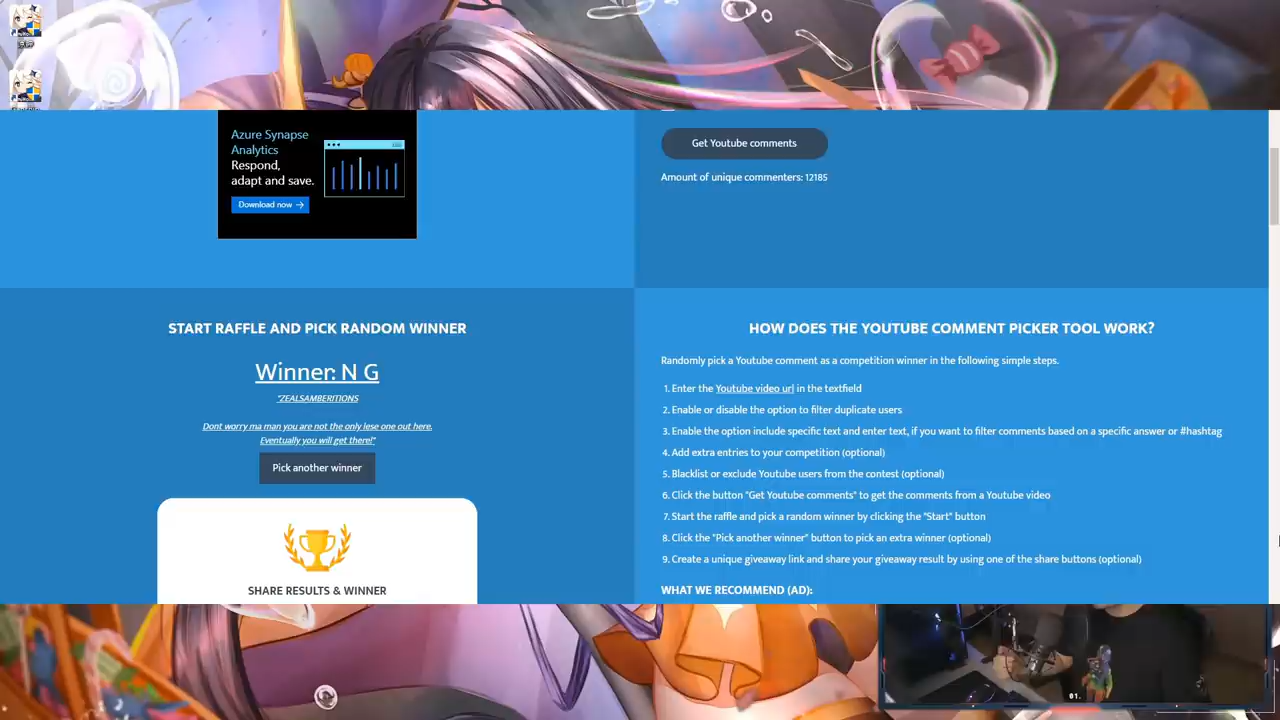 Azure Synapse
Analytics
Respond,
adapt and save.
Download now
Get Youtube comments
Amount of unique commenters: 12185
START RAFFLE AND PICK RANDOM WINNER
Winner: N G
"ZEALSAMBERITIONS
Dont worry ma man you are not the only lese one out here.
Eventually you will get there!"
Pick another winner
SHARE RESULTS & WINNER
HOW DOES THE YOUTUBE COMMENT PICKER TOOL WORK?
Randomly pick a Youtube comment as a competition winner in the following simple steps.
1. Enter the Youtube video url in the textfield
2. Enable or disable the option to filter duplicate users
3. Enable the option include specific text and enter text, if you want to filter comments based on a specific answer or #hashtag
4. Add extra entries to your competition (optional)
5. Blacklist or exclude Youtube users from the contest (optional)
6. Click the button "Get Youtube comments" to get the comments from a Youtube video
7. Start the raffle and pick a random winner by clicking the "Start" button
8. Click the "Pick another winner" button to pick an extra winner (optional)
9. Create a unique giveaway link and share your giveaway result by using one of the share buttons (optional)
WHAT WE RECOMMEND (AD):
01.